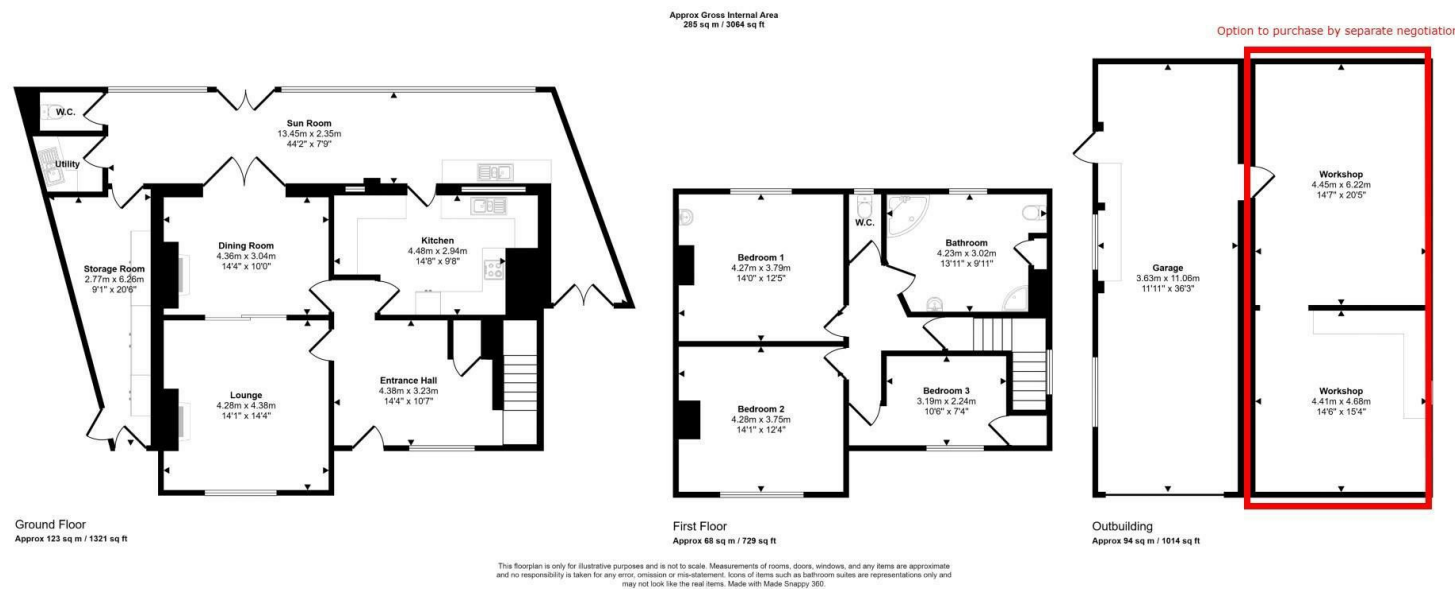 Approx Gross Internal Area
285 sq m / 3064 sq ft
Option to purchase by separate negotiation
W.C.
Utility
Sun Room
13.45m x 2.35m
44'2" x 7'9"
Storage Room
2.77m x 6.26m
9'1" x 20'6"
Dining Room
4.36m x 3.04m
14'4" x 10'0"
Kitchen
4.48m x 2.94m
14'8" x 9'8"
Lounge
4.28m x 4.38m
14'1" x 14'4"
Entrance Hall
4.38m x 3.23m
14'4" x 10'7"
Ground Floor
Approx 123 sq m / 1321 sq ft
Bedroom 1
4.27m x 3.79m
14'0" x 12'5"
W.C.
Bathroom
4.23m x 3.02m
13'11" x 9'11"
Bedroom 2
4.28m x 3.75m
14'1" x 12'4"
Bedroom 3
3.19m x 2.24m
10'6" x 7'4"
First Floor
Approx 68 sq m / 729 sq ft
Garage
3.63m x 11.06m
11'11" x 36'3"
Workshop
4.45m x 6.22m
14'7" x 20'5"
Workshop
4.41m x 4.68m
14'6" x 15'4"
Outbuilding
Approx 94 sq m / 1014 sq ft
This floorplan is only for illustrative purposes and is not to scale. Measurements of rooms, doors, windows, and any items are approximate
and no responsibility is taken for any error, omission or mis-statement. Icons of items such as bathroom suites are representations only and
may not look like the real items. Made with Made Snappy 360.